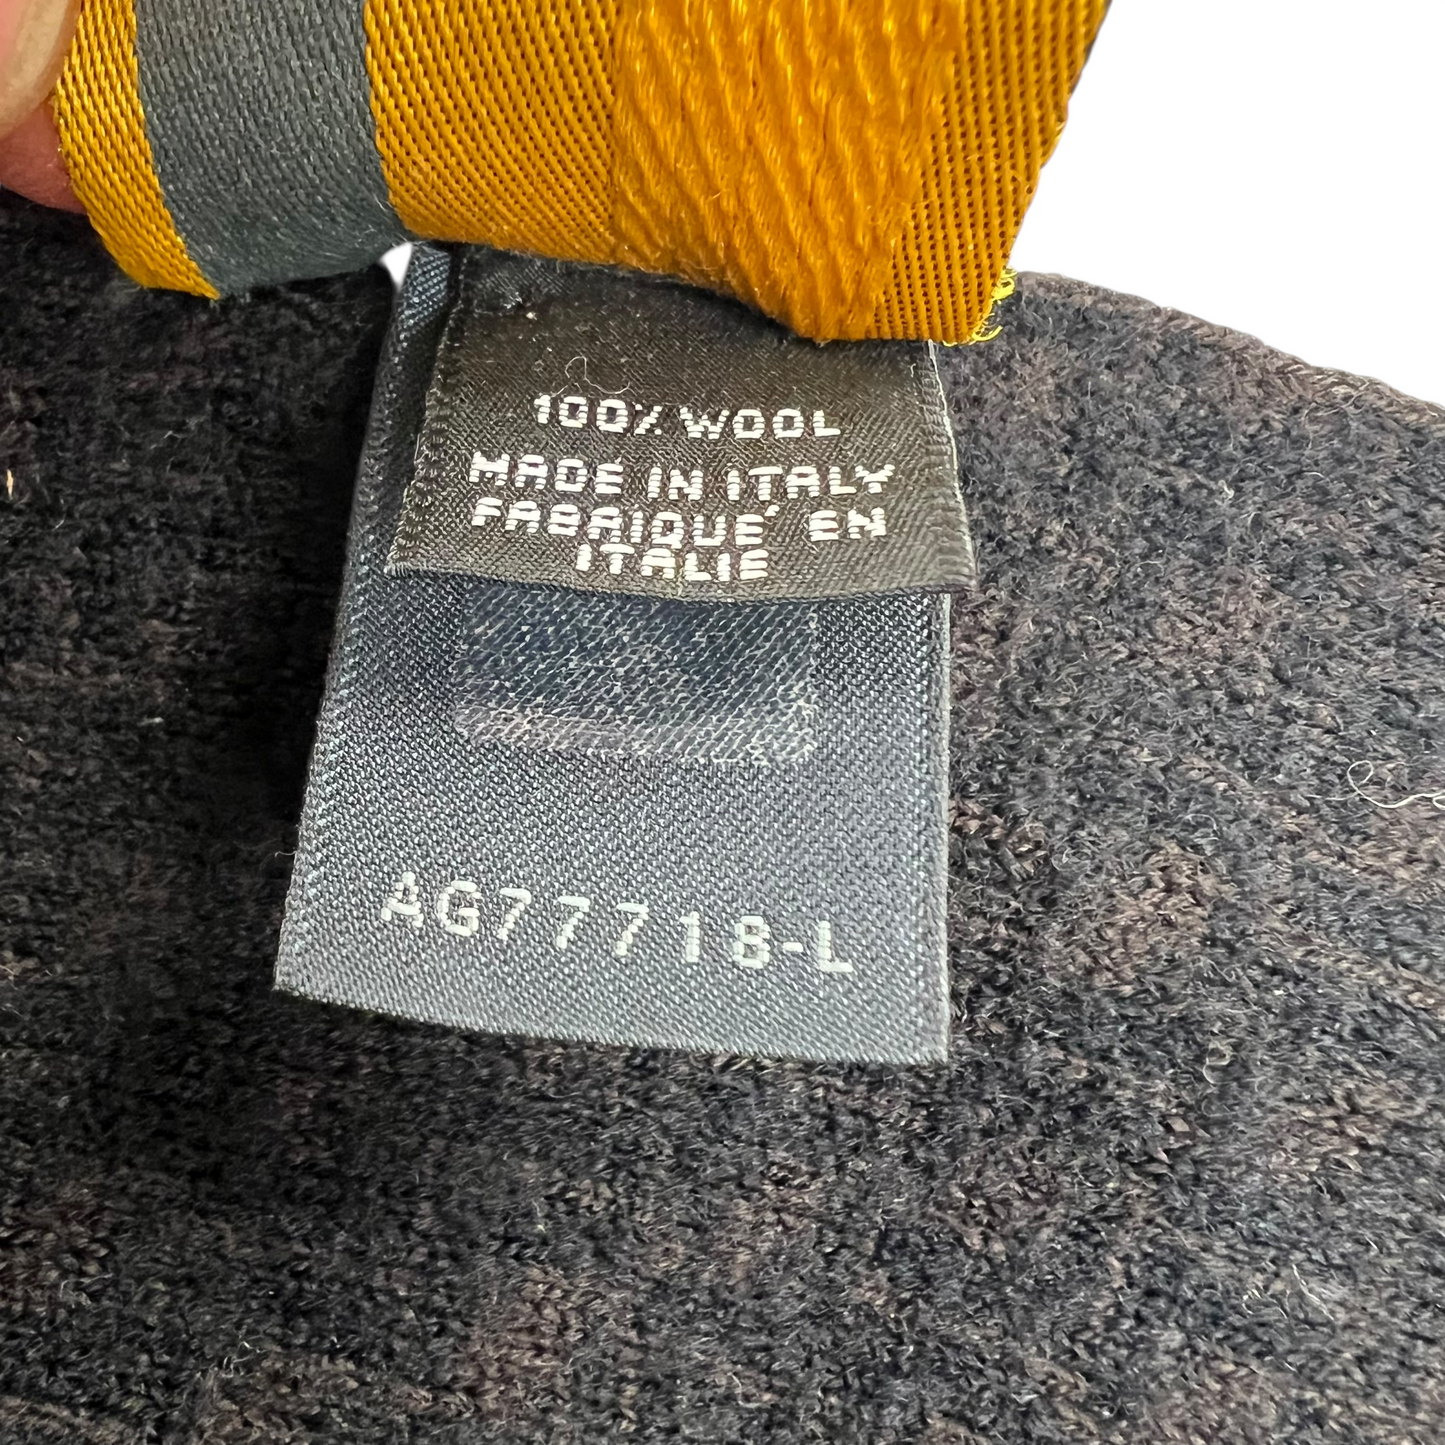 100% WOOL
MADE IN ITALY
FABRIQUE' EN
ITALIE
AG77718-L